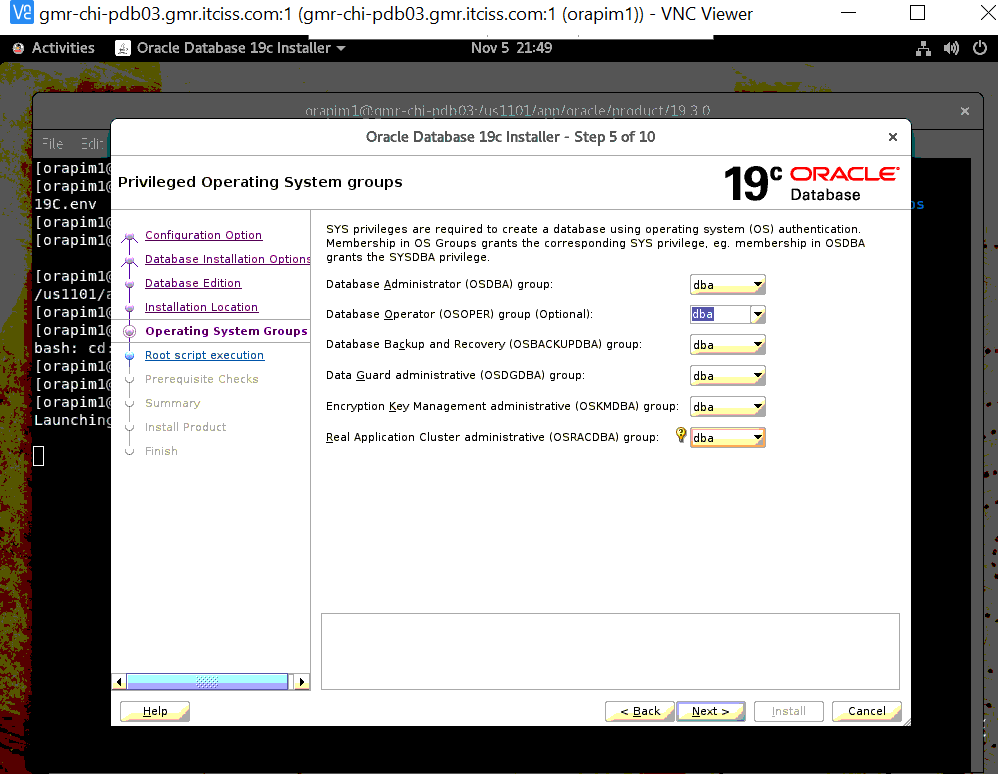 VC gmr-chi-pdb03.gmr.itciss.com:1 (gmr-chi-pdb03.gmr.itciss.com:1 (orapim1)) - VNC Viewer
Activities Oracle Database 19c Installer Nov 5 21:49
orapim1@gmr-chi-pdb03:/us1101/app/oracle/product/19.3.0
File Edit
Oracle Database 19c Installer - Step 5 of 10
[orapim1@
[orapim1@
19C.env
[orapim1@
[orapim1@
[orapim1@
/us1101/a
[orapim1@
[orapim1@
bash: cd:
[orapim1@
[orapim1@
[orapim1@
Launching
Privileged Operating System groups
19c ORACLE
Database
Configuration Option
Database Installation Options
Database Edition
Installation Location
Operating System Groups
Root script execution
Prerequisite Checks
Summary
Install Product
Finish
SYS privileges are required to create a database using operating system (OS) authentication.
Membership in OS Groups grants the corresponding SYS privilege, eg. membership in OSDBA
grants the SYSDBA privilege.
Database Administrator (OSDBA) group: dba
Database Operator (OSOPER) group (Optional): dba
Database Backup and Recovery (OSBACKUPDBA) group: dba
Data Guard administrative (OSDGDBA) group: dba
Encryption Key Management administrative (OSKMDBA) group: dba
Real Application Cluster administrative (OSRACDBA) group: dba
Help < Back Next > Install Cancel